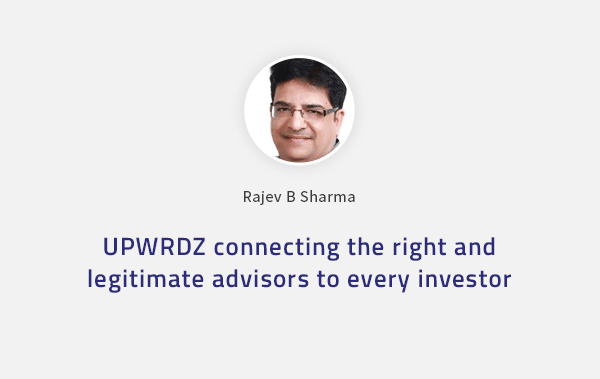 Rajev B Sharma
UPWRDZ connecting the right and
legitimate advisors to every investor